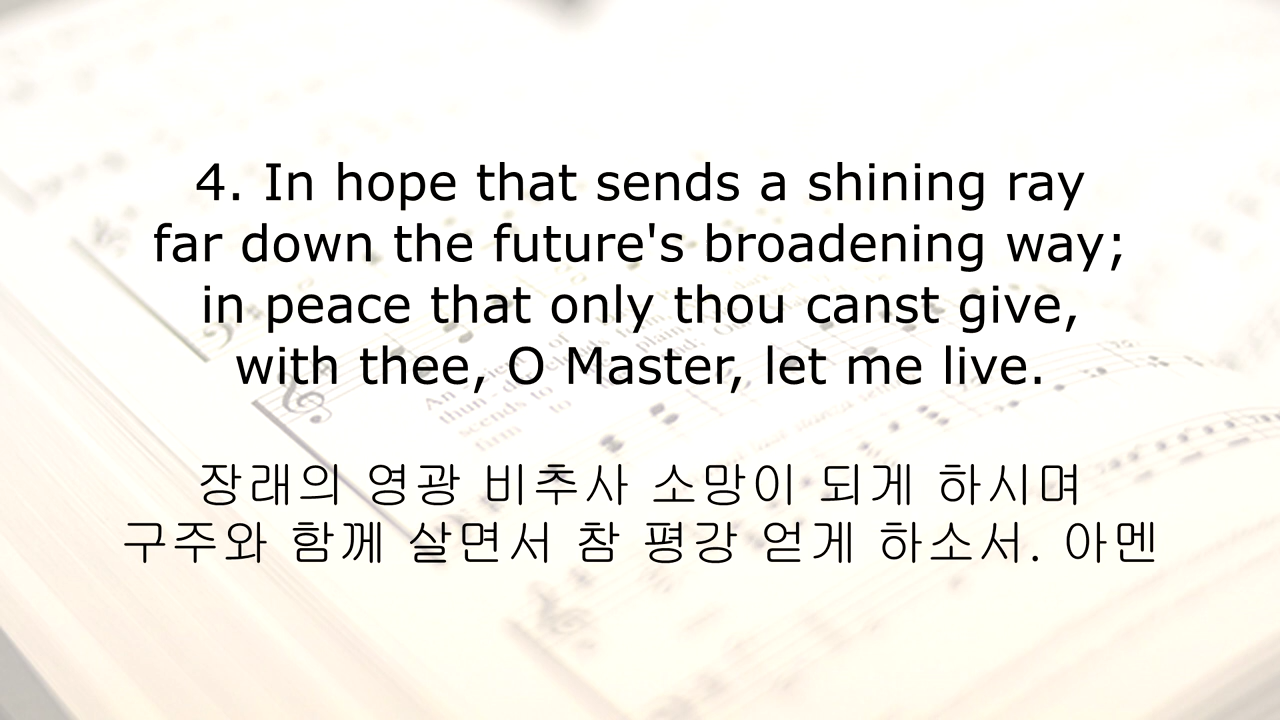 4. In hope that sends a shining ray
far down the future's broadening way;
in peace that only thou canst give,
with thee, O Master, let me live.
장래의 영광 비추사 소망이 되게 하시며
구주와 함께 살면서 참 평강 얻게 하소서. 아멘